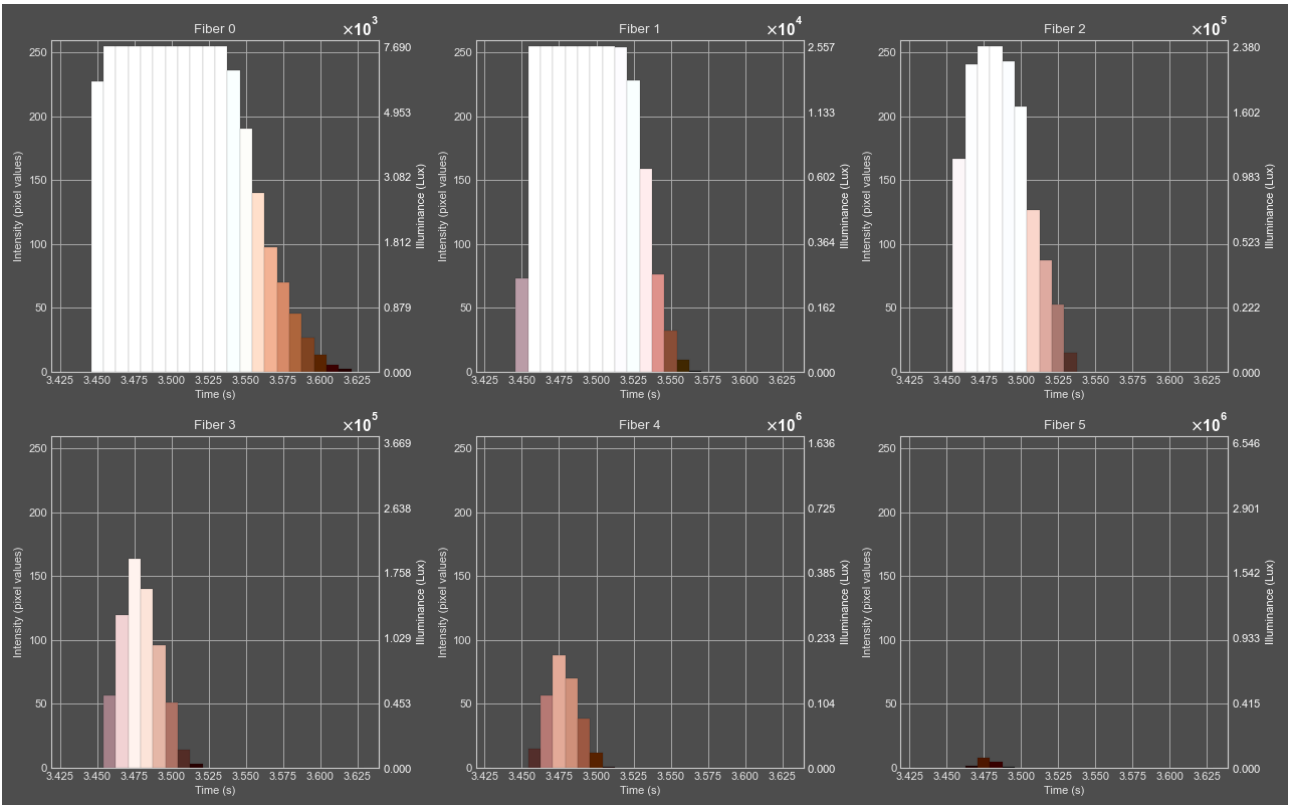 Fiber 0 ×10³
Intensity (pixel values)
250
200
150
100
50
0
7.690
4.953
3.082
1.812
0.879
0.000
Illuminance (Lux)
3.425 3.450 3.475 3.500 3.525 3.550 3.575 3.600 3.625
Time (s)
Fiber 1 ×10⁴
Intensity (pixel values)
250
200
150
100
50
0
2.557
1.133
0.602
0.364
0.162
0.000
Illuminance (Lux)
3.425 3.450 3.475 3.500 3.525 3.550 3.575 3.600 3.625
Time (s)
Fiber 2 ×10⁵
Intensity (pixel values)
250
200
150
100
50
0
2.380
1.602
0.983
0.523
0.222
0.000
Illuminance (Lux)
3.425 3.450 3.475 3.500 3.525 3.550 3.575 3.600 3.625
Time (s)
Fiber 3 ×10⁵
Intensity (pixel values)
250
200
150
100
50
0
3.669
2.638
1.758
1.029
0.453
0.000
Illuminance (Lux)
3.425 3.450 3.475 3.500 3.525 3.550 3.575 3.600 3.625
Time (s)
Fiber 4 ×10⁶
Intensity (pixel values)
250
200
150
100
50
0
1.636
0.725
0.385
0.233
0.104
0.000
Illuminance (Lux)
3.425 3.450 3.475 3.500 3.525 3.550 3.575 3.600 3.625
Time (s)
Fiber 5 ×10⁶
Intensity (pixel values)
250
200
150
100
50
0
6.546
2.901
1.542
0.933
0.415
0.000
Illuminance (Lux)
3.425 3.450 3.475 3.500 3.525 3.550 3.575 3.600 3.625
Time (s)